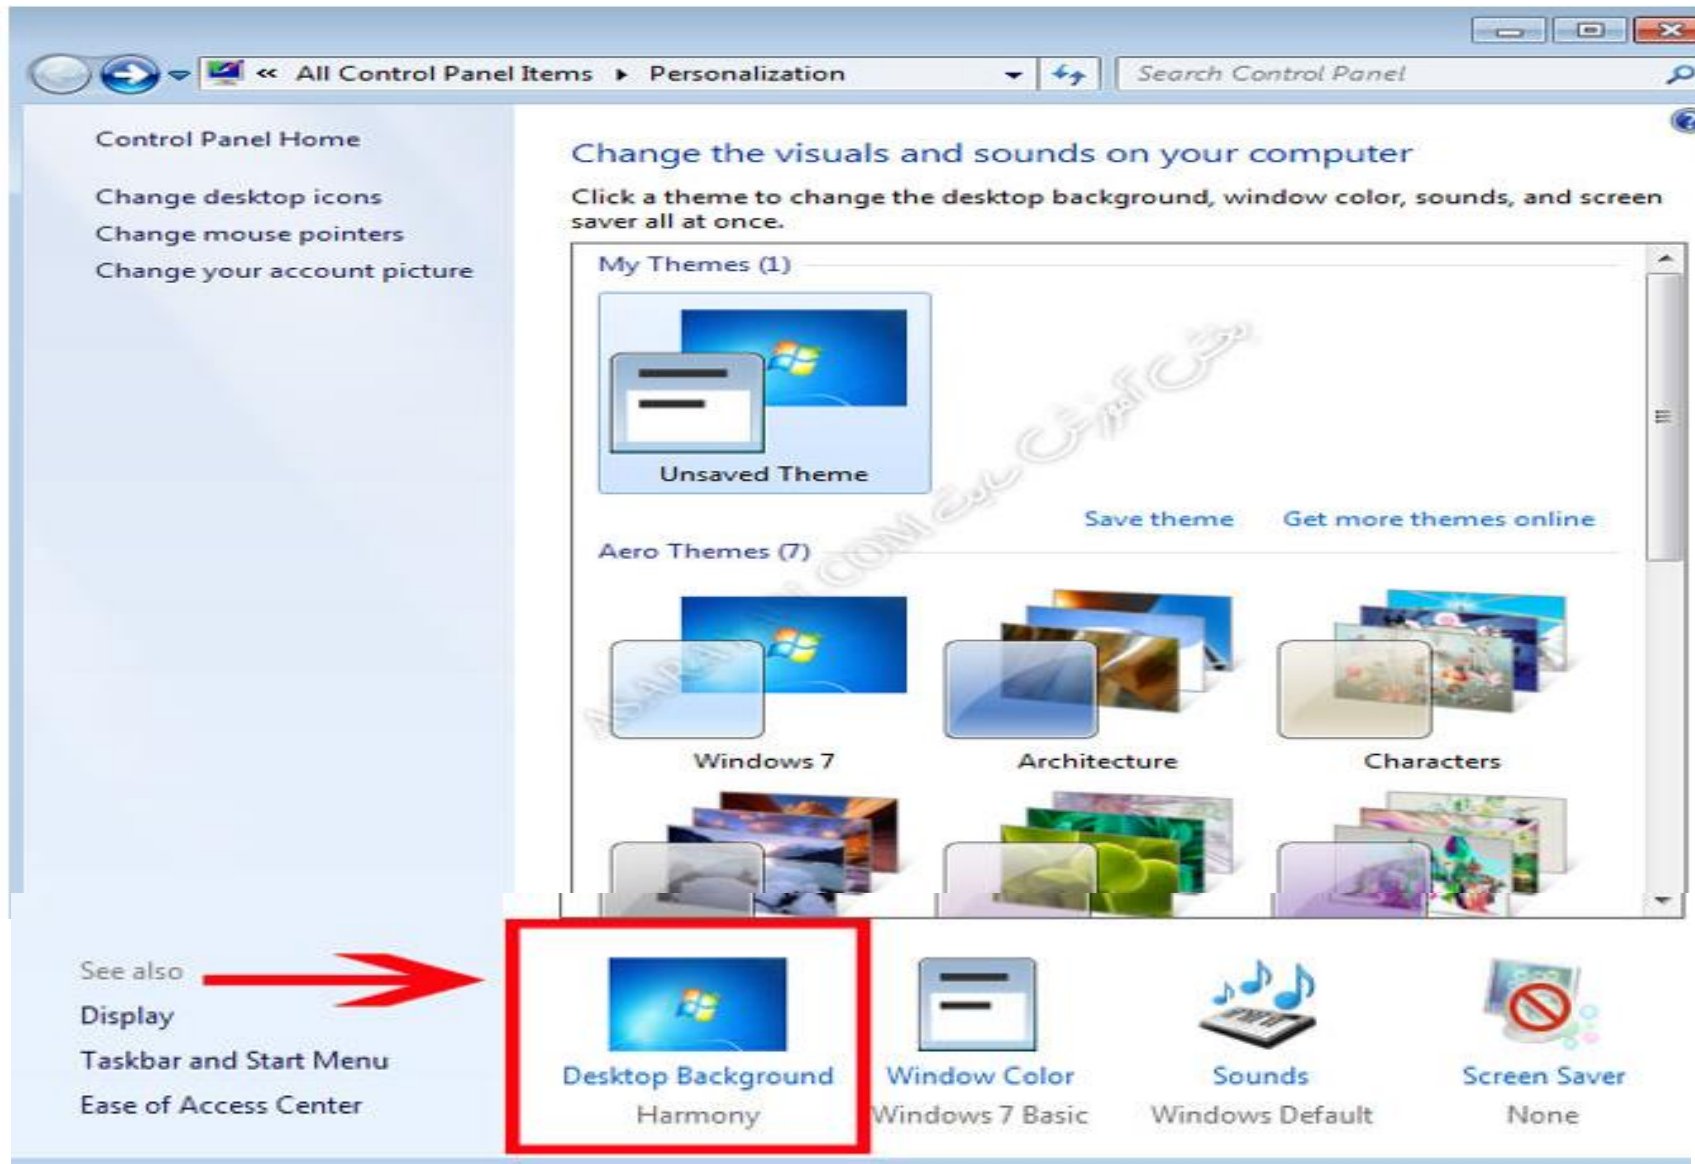 « All Control Panel Items ▸ Personalization
Search Control Panel
Control Panel Home
Change desktop icons
Change mouse pointers
Change your account picture
Change the visuals and sounds on your computer
Click a theme to change the desktop background, window color, sounds, and screen
saver all at once.
My Themes (1)
Unsaved Theme
Save theme Get more themes online
Aero Themes (7)
Windows 7 Architecture Characters
بخش آموزش سایت
See also
Display
Taskbar and Start Menu
Ease of Access Center
Desktop Background
Harmony
Window Color
Windows 7 Basic
Sounds
Windows Default
Screen Saver
None